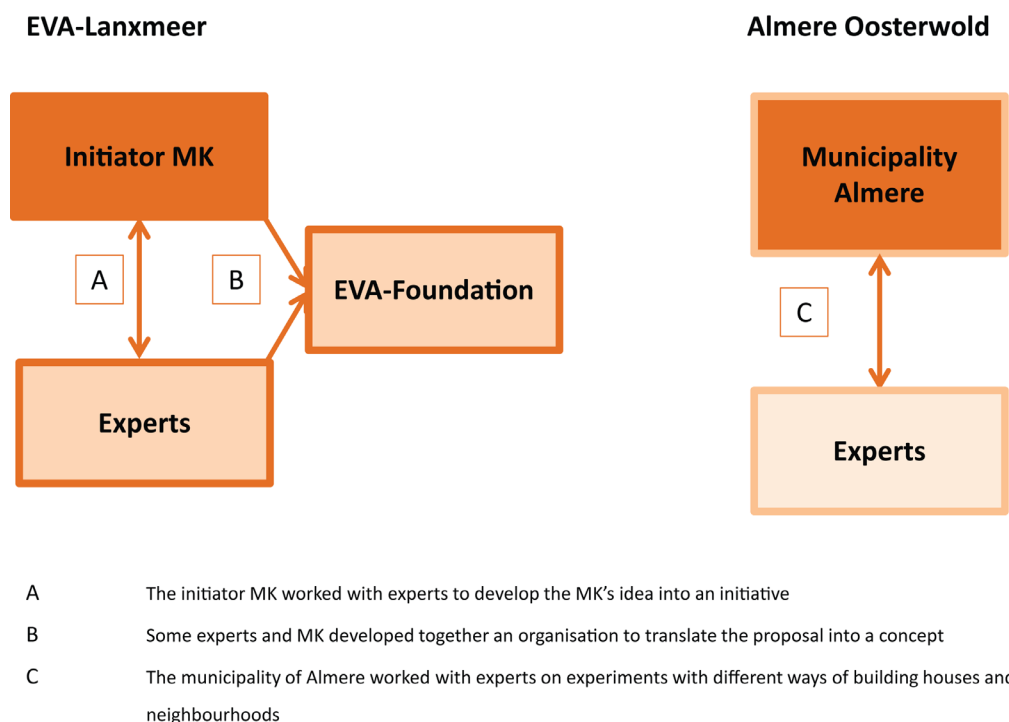 EVA-Lanxmeer
Almere Oosterwold
Initiator MK
Municipality
Almere
A
B
EVA-Foundation
C
Experts
Experts
A The initiator MK worked with experts to develop the MK’s idea into an initiative
B Some experts and MK developed together an organisation to translate the proposal into a concept
C The municipality of Almere worked with experts on experiments with different ways of building houses and
neighbourhoods